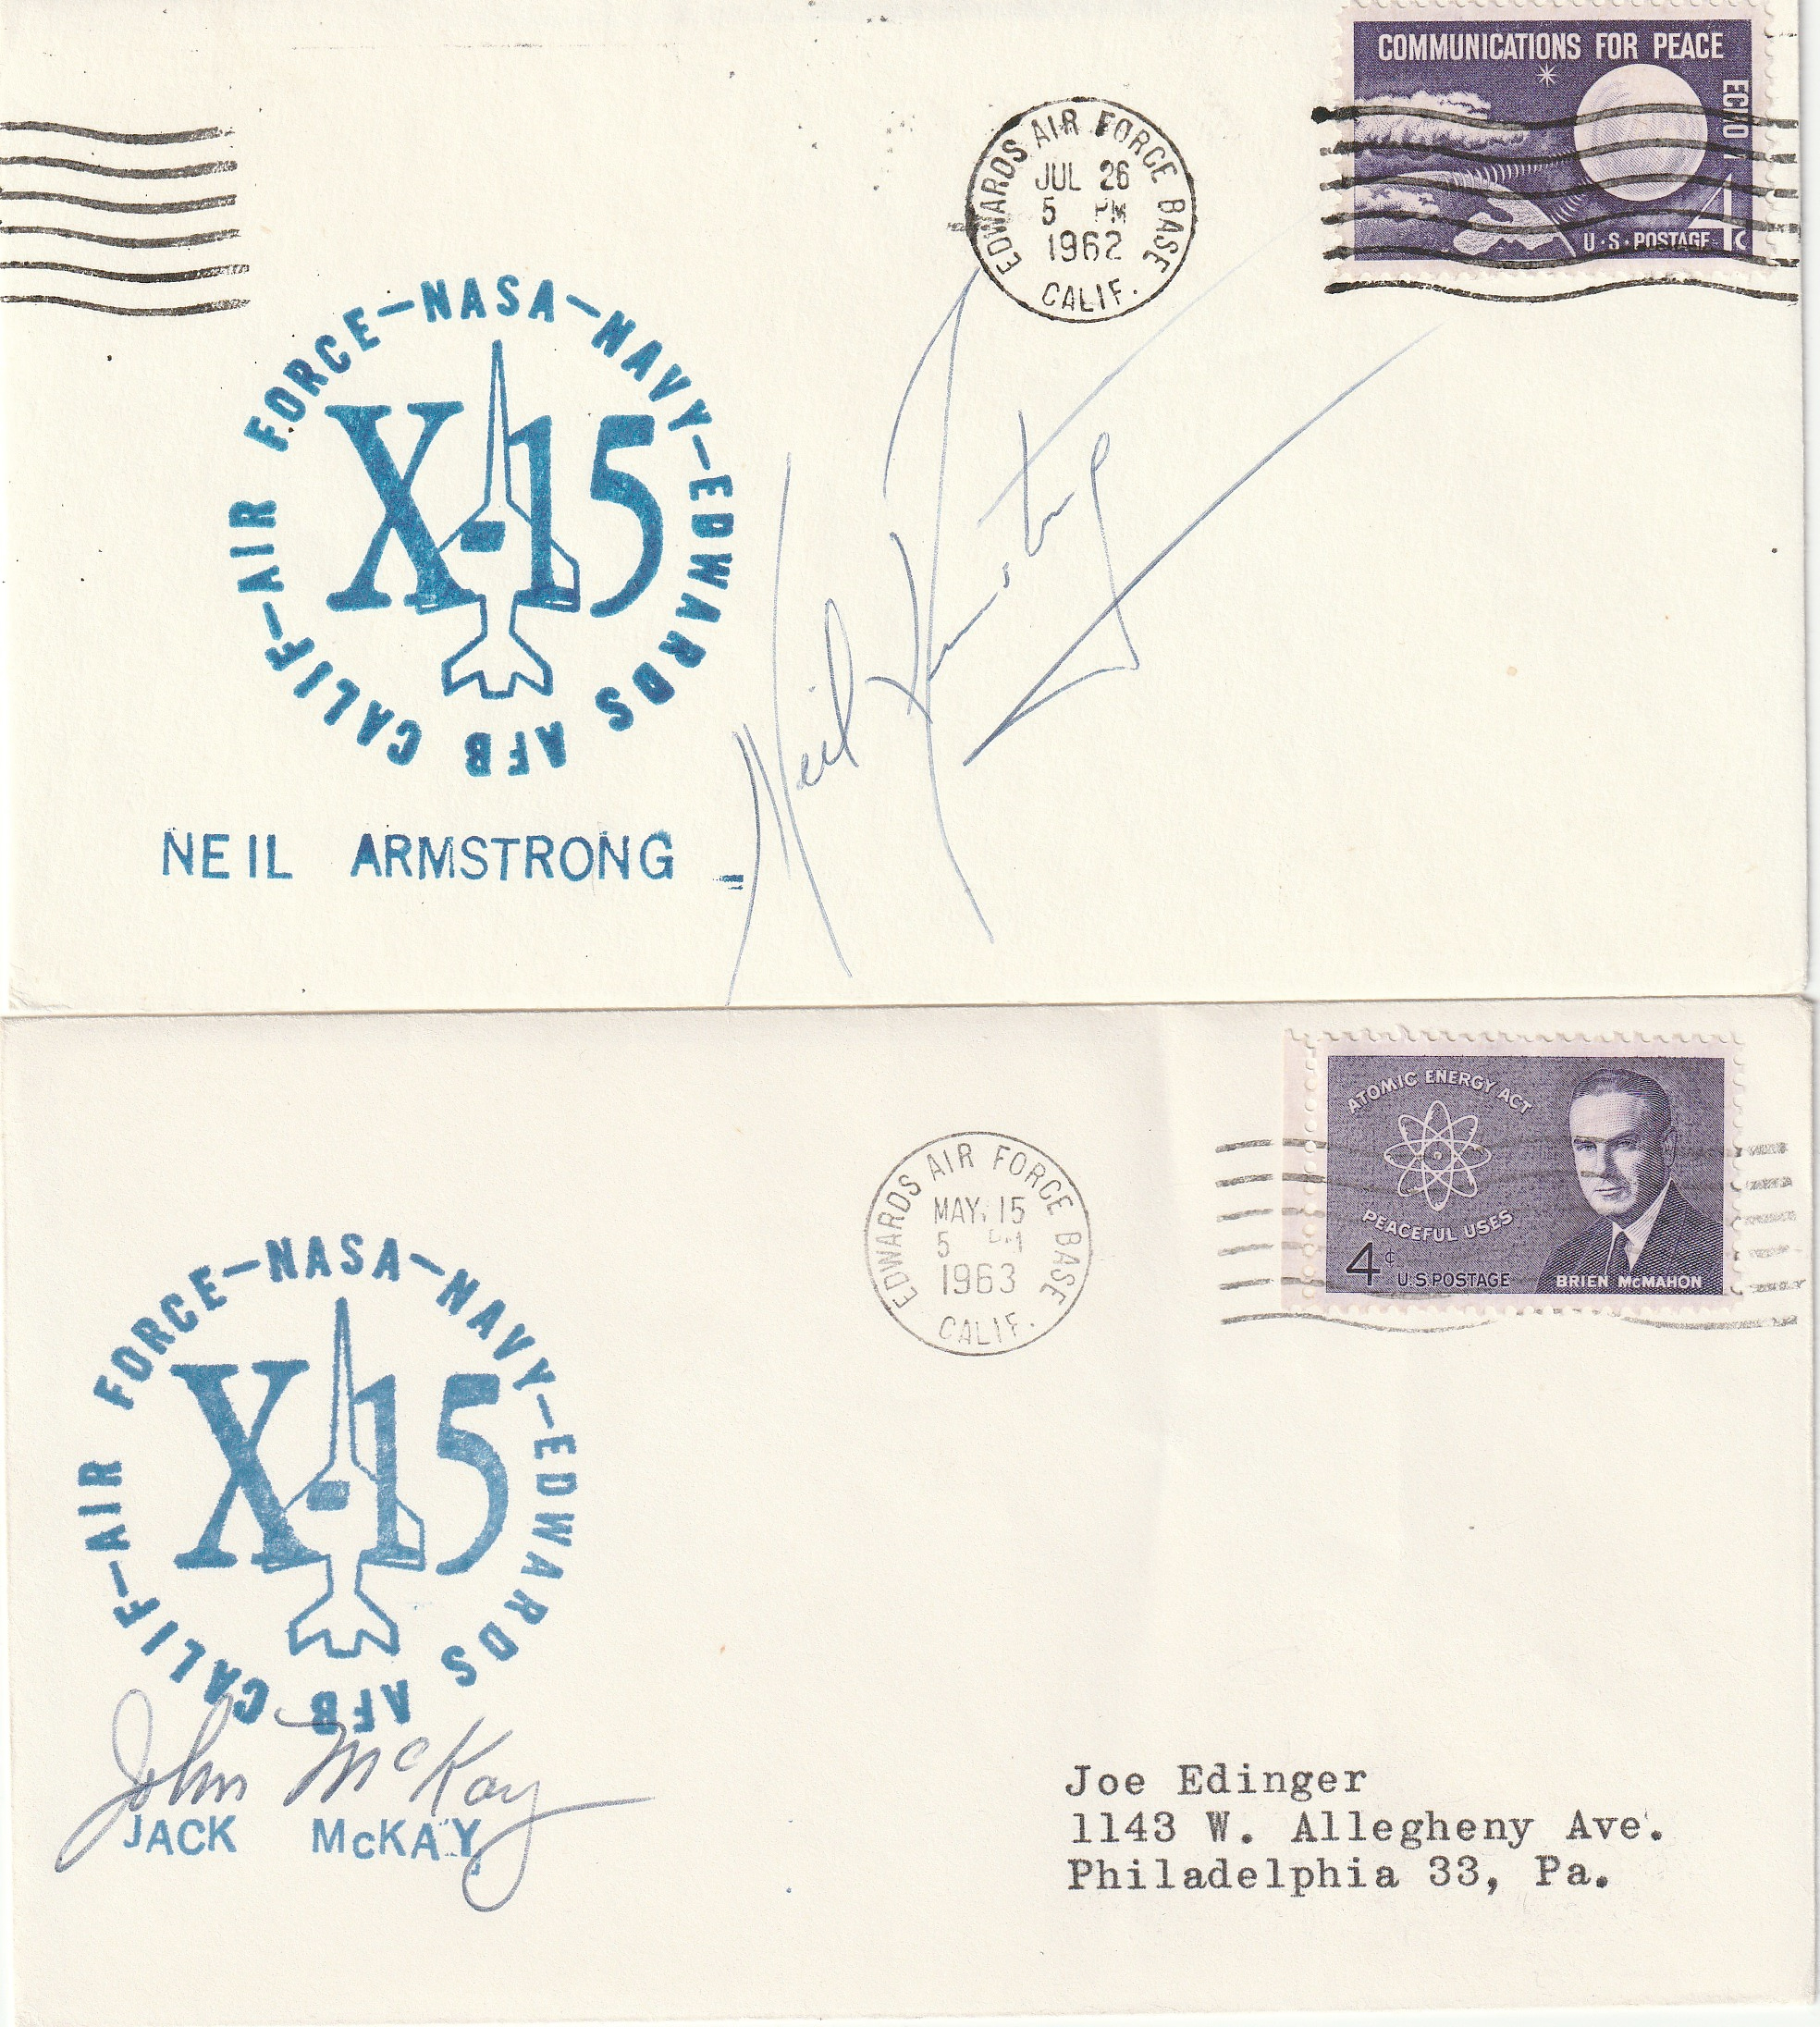 COMMUNICATIONS FOR PEACE
ECHO I
4c
U·S·POSTAGE
EDWARDS AIR FORCE BASE
JUL 26
5 PM
1962
CALIF.
AIR FORCE-NASA-NAVY-EDWARDS AFB CALIF-
X-15
Neil Armstrong
NEIL ARMSTRONG
ATOMIC ENERGY ACT
PEACEFUL USES
4¢ U.S POSTAGE
BRIEN McMAHON
EDWARDS AIR FORCE BASE
MAY 15
5 PM
1963
CALIF.
AIR FORCE-NASA-NAVY-EDWARDS AFB CALIF-
X-15
John McKay
JACK McKAY
Joe Edinger
1143 W. Allegheny Ave.
Philadelphia 33, Pa.